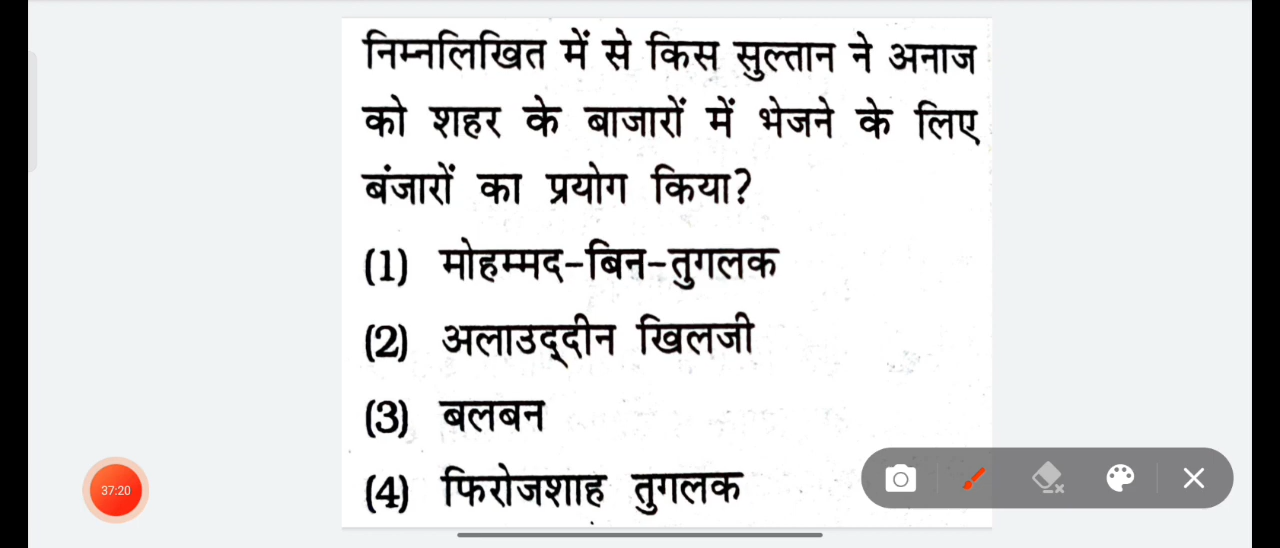 निम्नलिखित में से किस सुल्तान ने अनाज
को शहर के बाजारों में भेजने के लिए
बंजारों का प्रयोग किया?
(1) मोहम्मद-बिन-तुगलक
(2) अलाउद्दीन खिलजी
(3) बलबन
(4) फिरोजशाह तुगलक
37:20